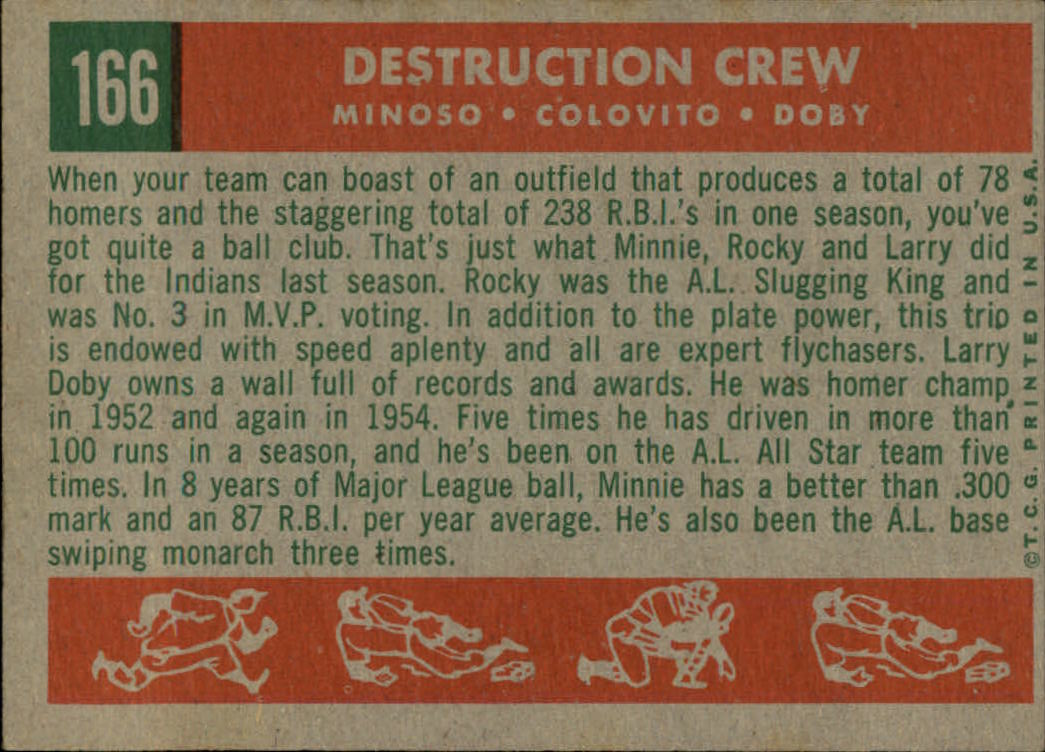 166
DESTRUCTION CREW
MINOSO • COLOVITO • DOBY
When your team can boast of an outfield that produces a total of 78
homers and the staggering total of 238 R.B.I.'s in one season, you've
got quite a ball club. That's just what Minnie, Rocky and Larry did
for the Indians last season. Rocky was the A.L. Slugging King and
was No. 3 in M.V.P. voting. In addition to the plate power, this trio
is endowed with speed aplenty and all are expert flychasers. Larry
Doby owns a wall full of records and awards. He was homer champ
in 1952 and again in 1954. Five times he has driven in more than
100 runs in a season, and he's been on the A.L. All Star team five
times. In 8 years of Major League ball, Minnie has a better than .300
mark and an 87 R.B.I. per year average. He's also been the A.L. base
swiping monarch three times.
©T. C. G. PRINTED IN U.S.A.